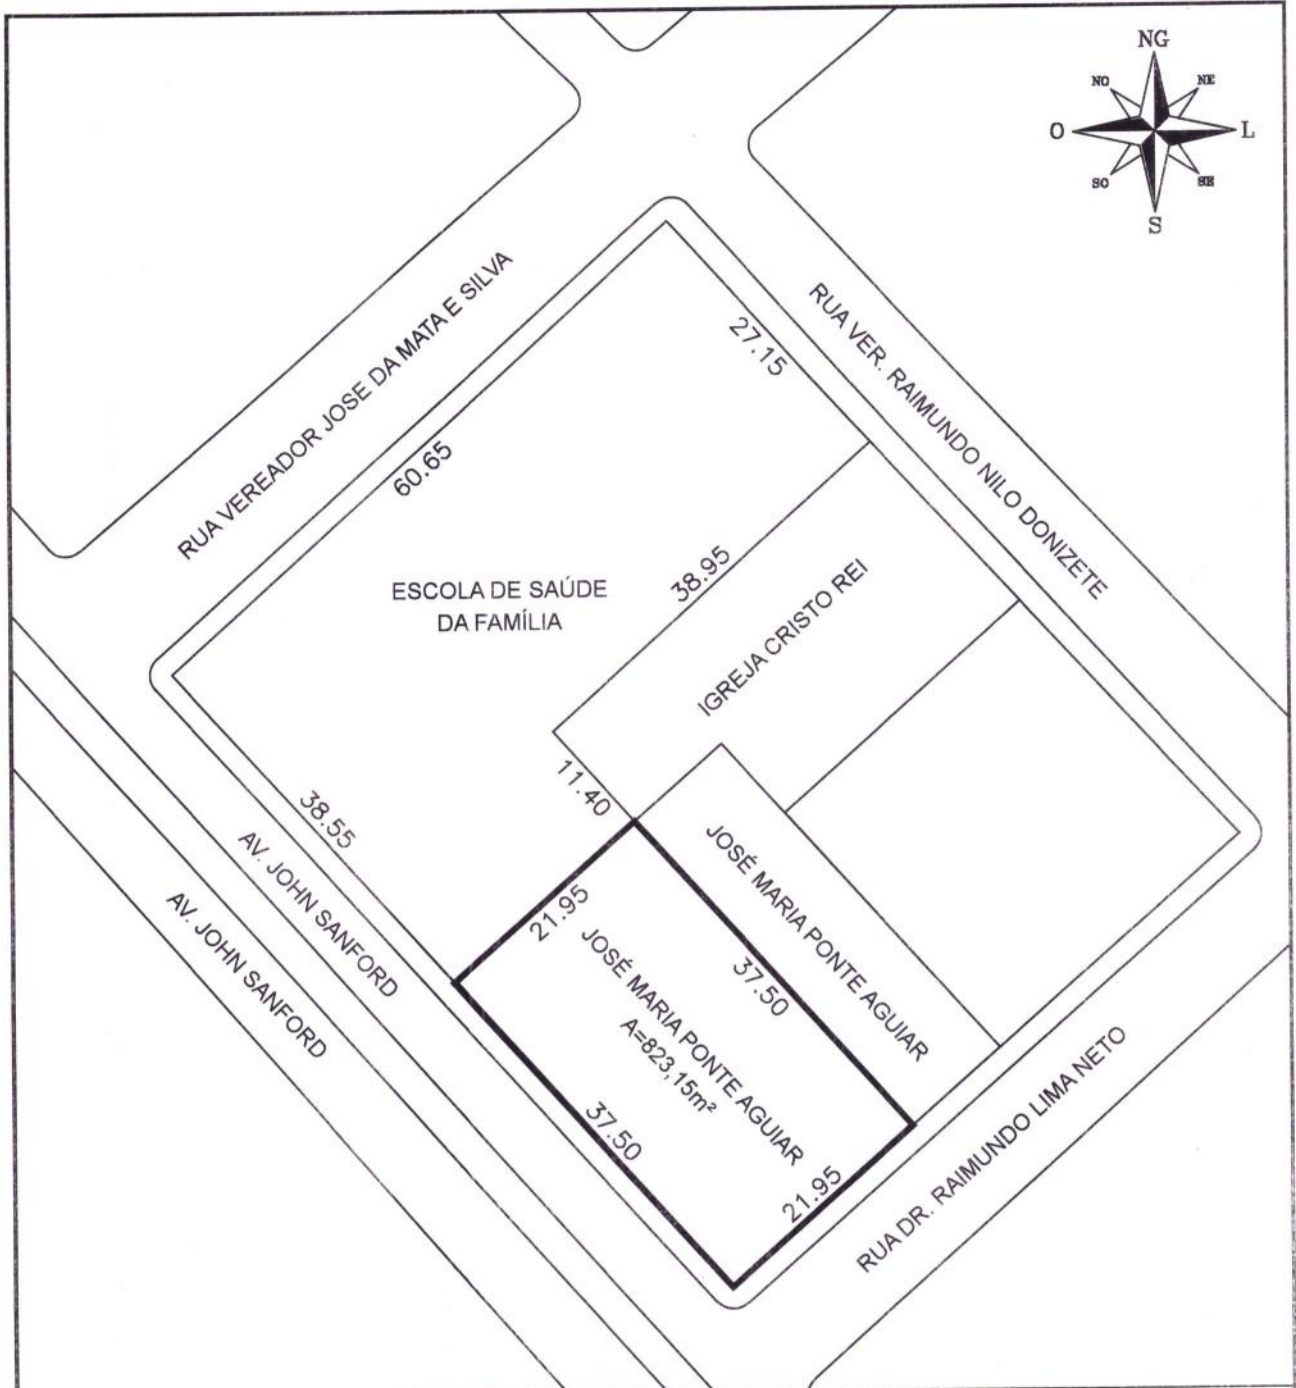 NG
NO
NE
O
L
SO
SE
S
RUA VEREADOR JOSE DA MATA E SILVA
27.15
RUA VER. RAIMUNDO NILO DONIZETE
60.65
ESCOLA DE SAÚDE
DA FAMÍLIA
38.95
IGREJA CRISTO REI
11.40
38.55
AV. JOHN SANFORD
AV. JOHN SANFORD
21.95
JOSÉ MARIA PONTE AGUIAR
37.50
JOSÉ MARIA PONTE AGUIAR
A=823,15m²
37.50
21.95
RUA DR. RAIMUNDO LIMA NETO